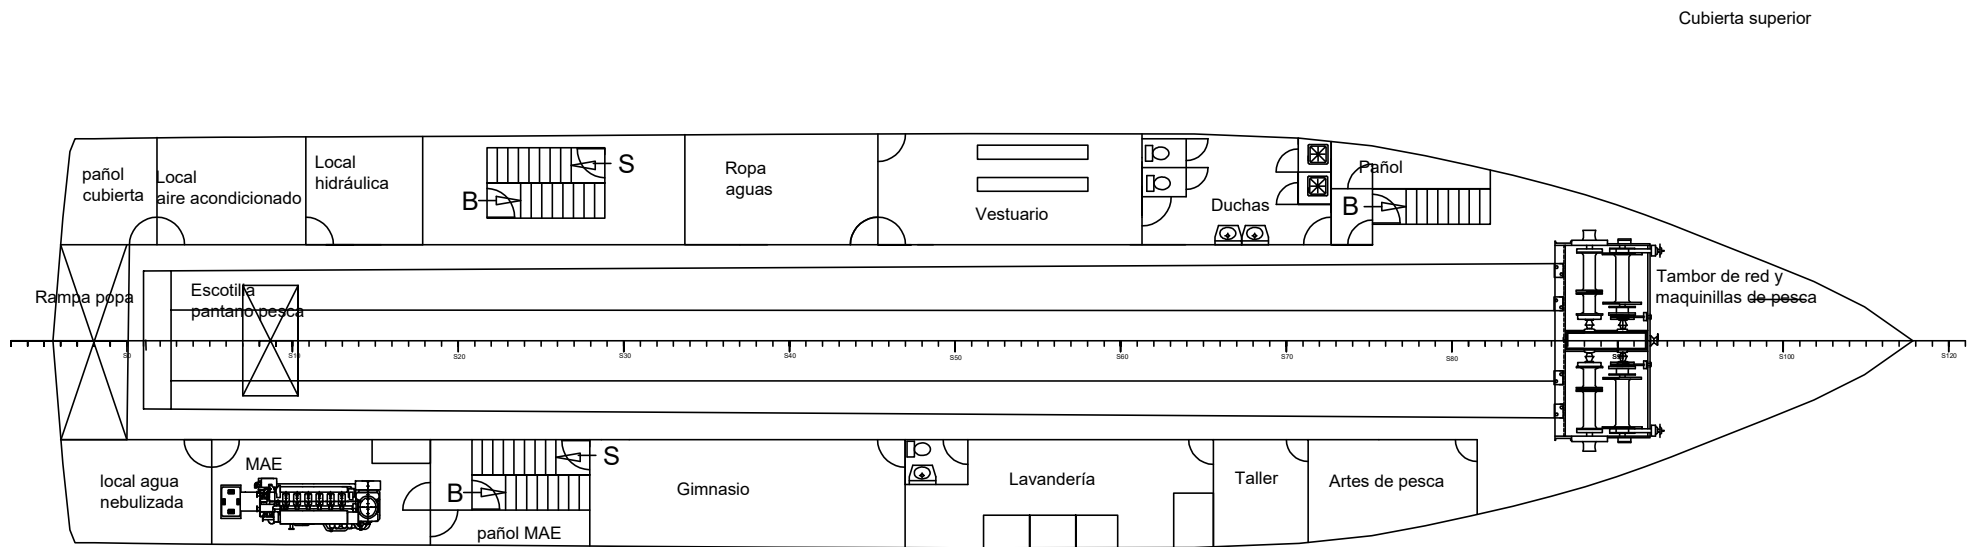 Cubierta superior
pañol
cubierta
Local
aire acondicionado
Local
hidráulica
S
B
Ropa
aguas
Vestuario
Duchas
Pañol
B
Rampa popa
Escotilla
pantano pesca
Tambor de red y
maquinillas de pesca
S0
S10
S20
S30
S40
S50
S60
S70
S80
S100
S120
local agua
nebulizada
MAE
S
B
pañol MAE
Gimnasio
Lavandería
Taller
Artes de pesca